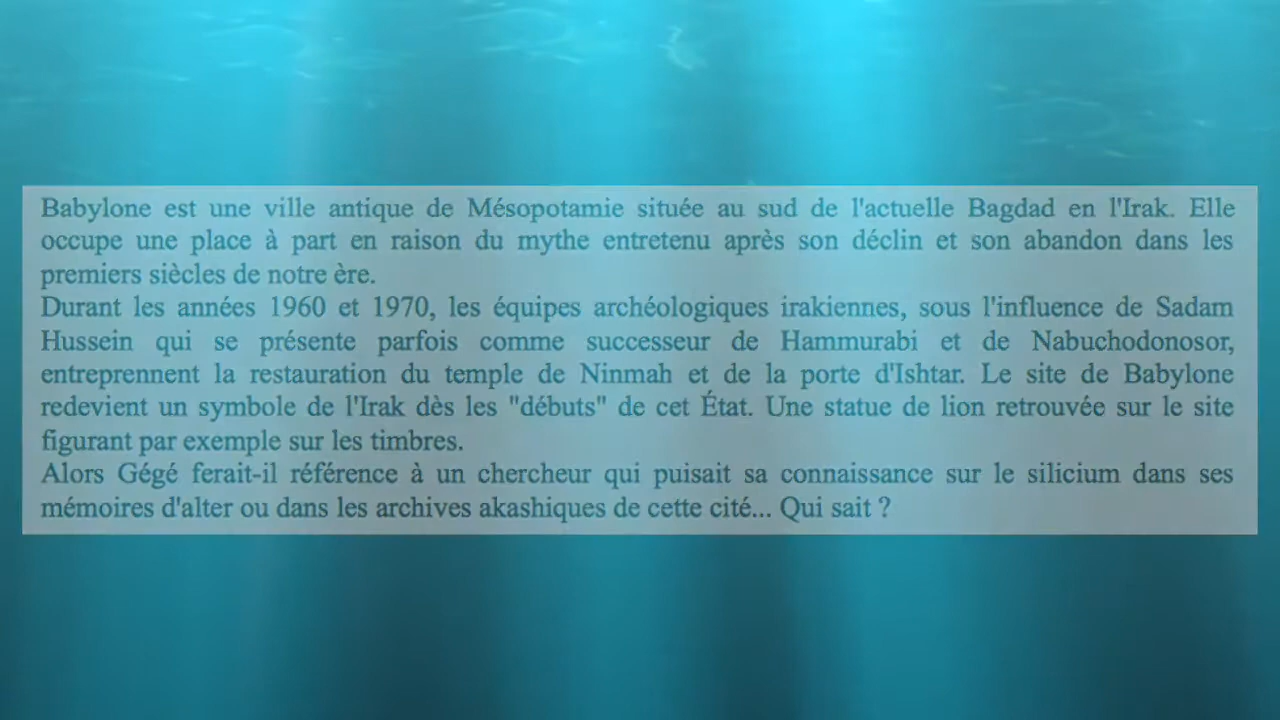 Babylone est une ville antique de Mésopotamie située au sud de l'actuelle Bagdad en l'Irak. Elle
occupe une place à part en raison du mythe entretenu après son déclin et son abandon dans les
premiers siècles de notre ère.
Durant les années 1960 et 1970, les équipes archéologiques irakiennes, sous l'influence de Sadam
Hussein qui se présente parfois comme successeur de Hammurabi et de Nabuchodonosor,
entreprennent la restauration du temple de Ninmah et de la porte d'Ishtar. Le site de Babylone
redevient un symbole de l'Irak dès les "débuts" de cet État. Une statue de lion retrouvée sur le site
figurant par exemple sur les timbres.
Alors Gégé ferait-il référence à un chercheur qui puisait sa connaissance sur le silicium dans ses
mémoires d'alter ou dans les archives akashiques de cette cité... Qui sait ?